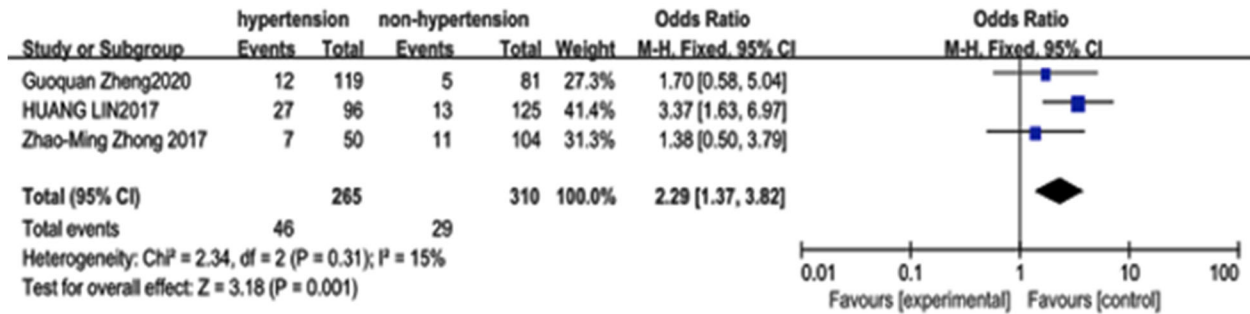 hypertension non-hypertension Odds Ratio Odds Ratio
Study or Subgroup Events Total Events Total Weight M-H. Fixed. 95% CI M-H. Fixed. 95% CI
Guoquan Zheng2020 12 119 5 81 27.3% 1.70 [0.58, 5.04]
HUANG LIN2017 27 96 13 125 41.4% 3.37 [1.63, 6.97]
Zhao-Ming Zhong 2017 7 50 11 104 31.3% 1.38 [0.50, 3.79]
Total (95% CI) 265 310 100.0% 2.29 [1.37, 3.82]
Total events 46 29
Heterogeneity: Chi² = 2.34, df = 2 (P = 0.31); I² = 15%
Test for overall effect: Z = 3.18 (P = 0.001)
0.01 0.1 1 10 100
Favours [experimental] Favours [control]